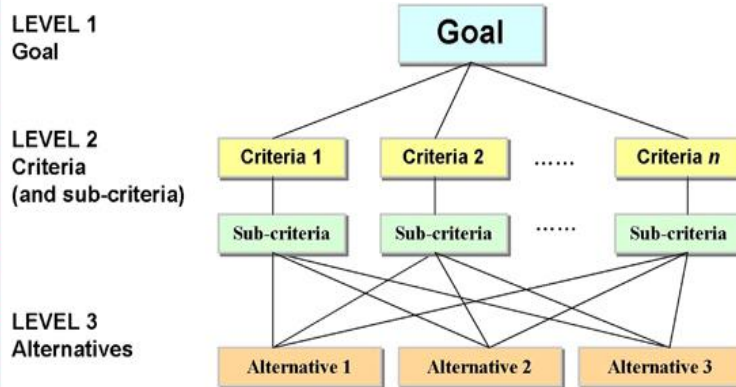 LEVEL 1
Goal
Goal
LEVEL 2
Criteria
(and sub-criteria)
Criteria 1
Criteria 2
......
Criteria n
Sub-criteria
Sub-criteria
......
Sub-criteria
LEVEL 3
Alternatives
Alternative 1
Alternative 2
Alternative 3